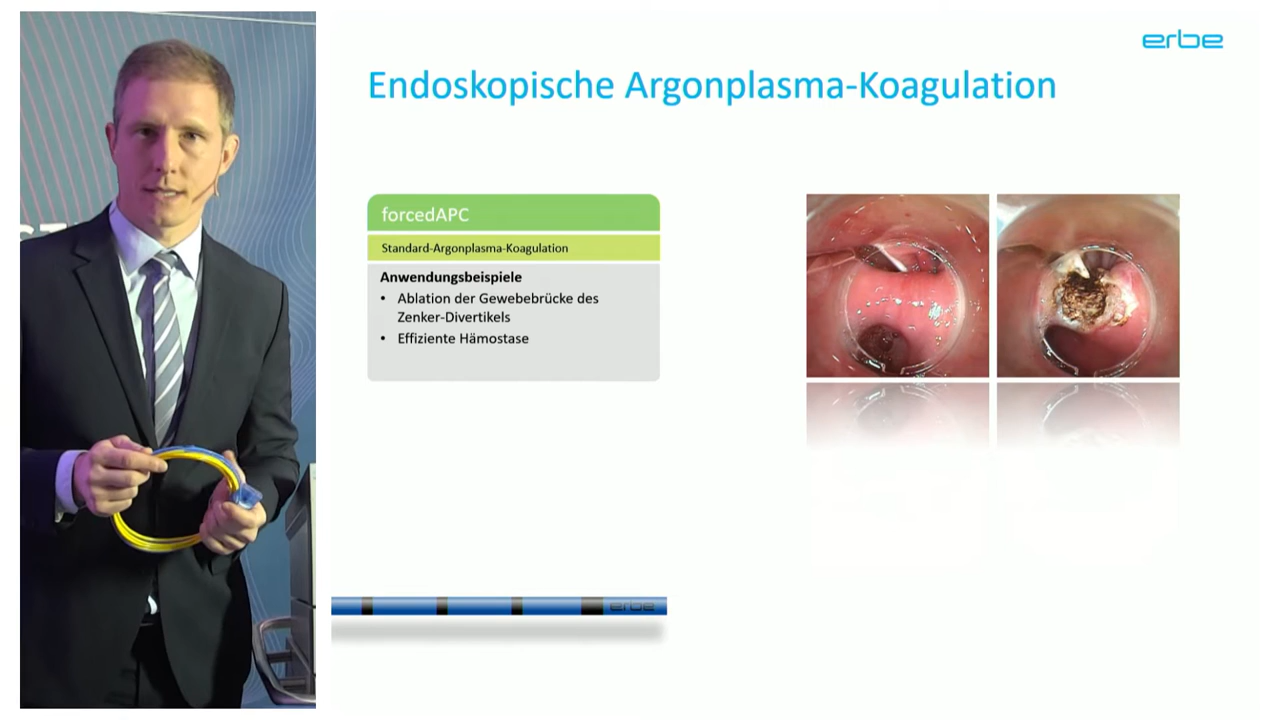 erbe
Endoskopische Argonplasma-Koagulation
forcedAPC
Standard-Argonplasma-Koagulation
Anwendungsbeispiele
• Ablation der Gewebebrücke des
Zenker-Divertikels
• Effiziente Hämostase
erbe